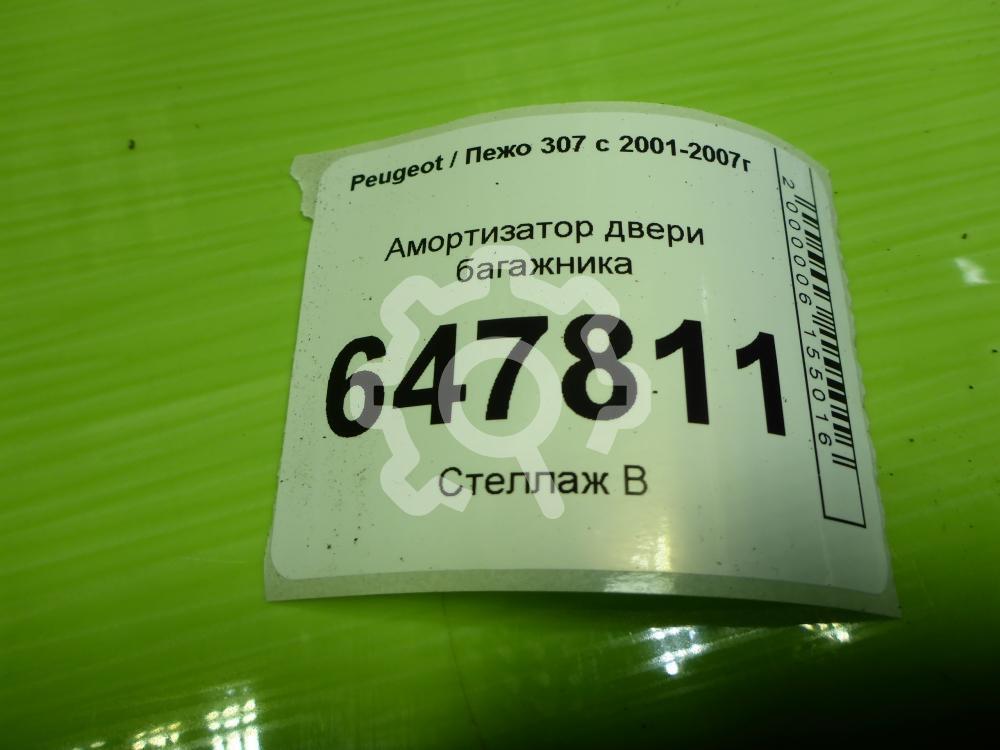 Peugeot / Пежо 307 с 2001-2007г
Амортизатор двери
багажника
647811
Стеллаж В
2000006155016